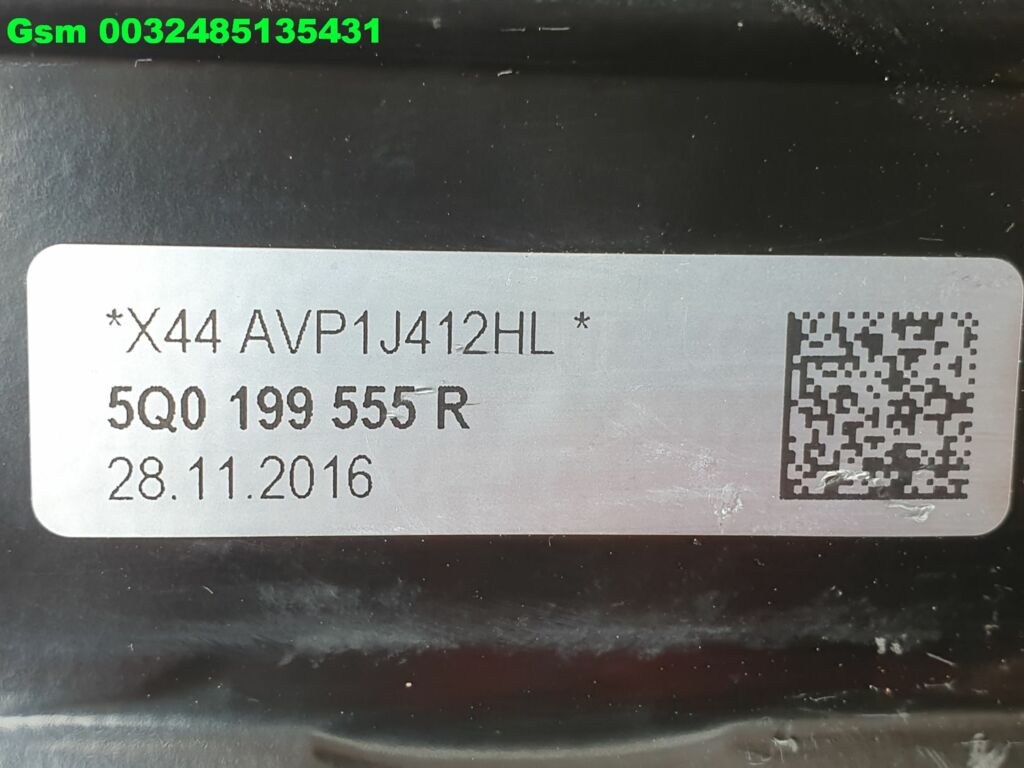 Gsm 0032485135431
*X44 AVP1J412HL *
5Q0 199 555 R
28.11.2016